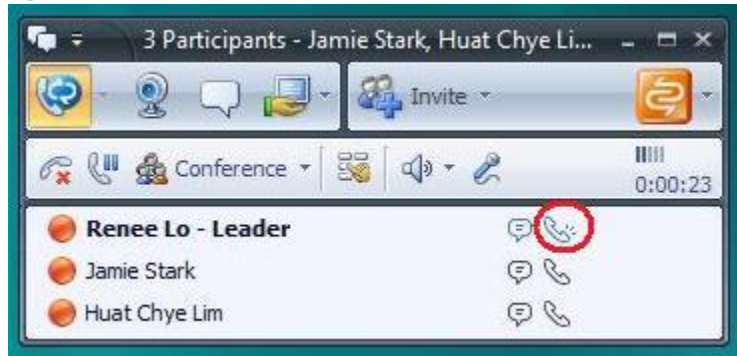 3 Participants - Jamie Stark, Huat Chye Li...
Invite
Conference
0:00:23
Renee Lo - Leader
Jamie Stark
Huat Chye Lim